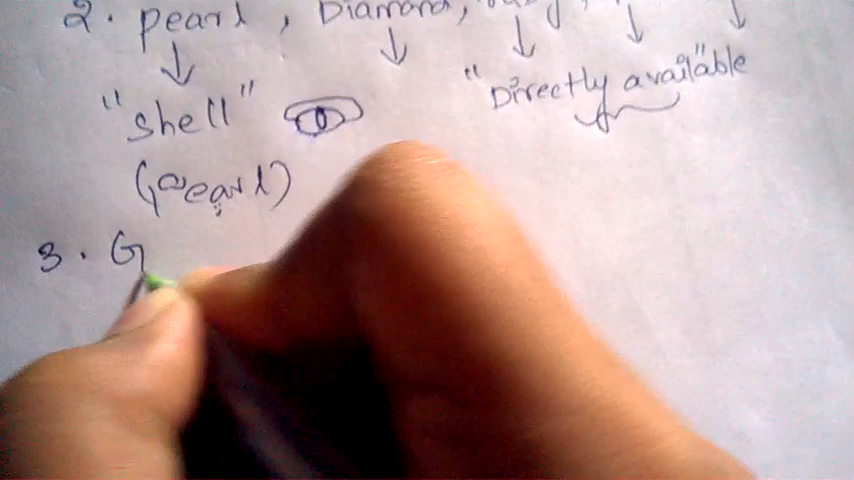 2. pearl, Diamond,
"shell" "Directly available"
(pearl)
3. G